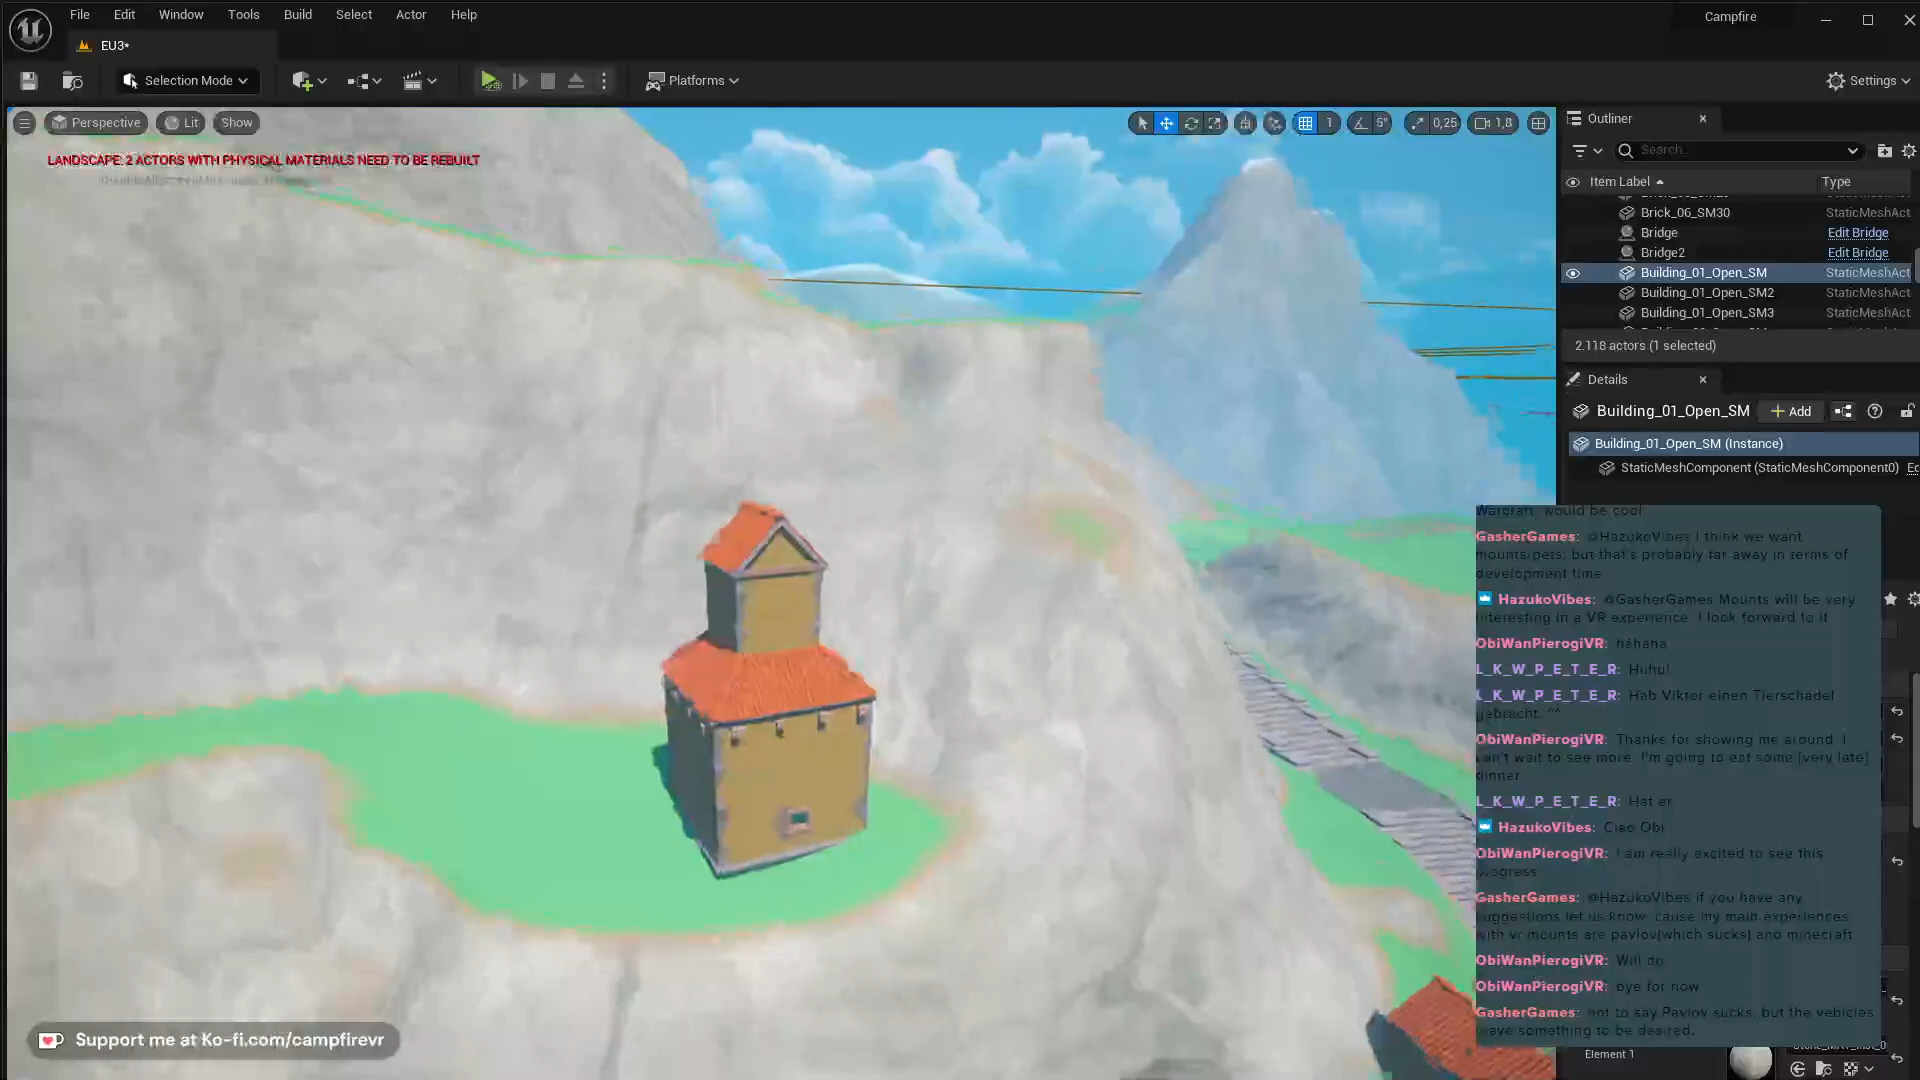 File Edit Window Tools Build Select Actor Help
Campfire
EU3*
Selection Mode
Platforms
Settings
Perspective
Lit
Show
1
5°
0,25
1,8
LANDSCAPE: 2 ACTORS WITH PHYSICAL MATERIALS NEED TO BE REBUILT
Outliner
Search...
Item Label
Type
Brick_06_SM30 StaticMeshAct
Bridge Edit Bridge
Bridge2 Edit Bridge
Building_01_Open_SM StaticMeshAct
Building_01_Open_SM2 StaticMeshAct
Building_01_Open_SM3 StaticMeshAct
2.118 actors (1 selected)
Details
Building_01_Open_SM
Add
Building_01_Open_SM (Instance)
StaticMeshComponent (StaticMeshComponent0)
Warcraft would be cool
GasherGames: @HazukoVibes I think we want
mounts/pets, but that's probably far away in terms of
development time
HazukoVibes: @GasherGames Mounts will be very
interesting in a VR experience. I look forward to it
ObiWanPierogiVR: hahaha
L_K_W_P_E_T_E_R: Huhu!
L_K_W_P_E_T_E_R: Hab Viktor einen Tierschädel
gebracht. ^^
ObiWanPierogiVR: Thanks for showing me around. I
can't wait to see more. I'm going to eat some [very late]
dinner
L_K_W_P_E_T_E_R: Hat er
HazukoVibes: Ciao Obi
ObiWanPierogiVR: I am really excited to see this
progress
GasherGames: @HazukoVibes if you have any
suggestions let us know, cause my main experiences
with vr mounts are pavlov(which sucks) and minecraft
ObiWanPierogiVR: Will do
ObiWanPierogiVR: bye for now
GasherGames: not to say Pavlov sucks, but the vehicles
leave something to be desired.
Element 1
Support me at Ko-fi.com/campfirevr